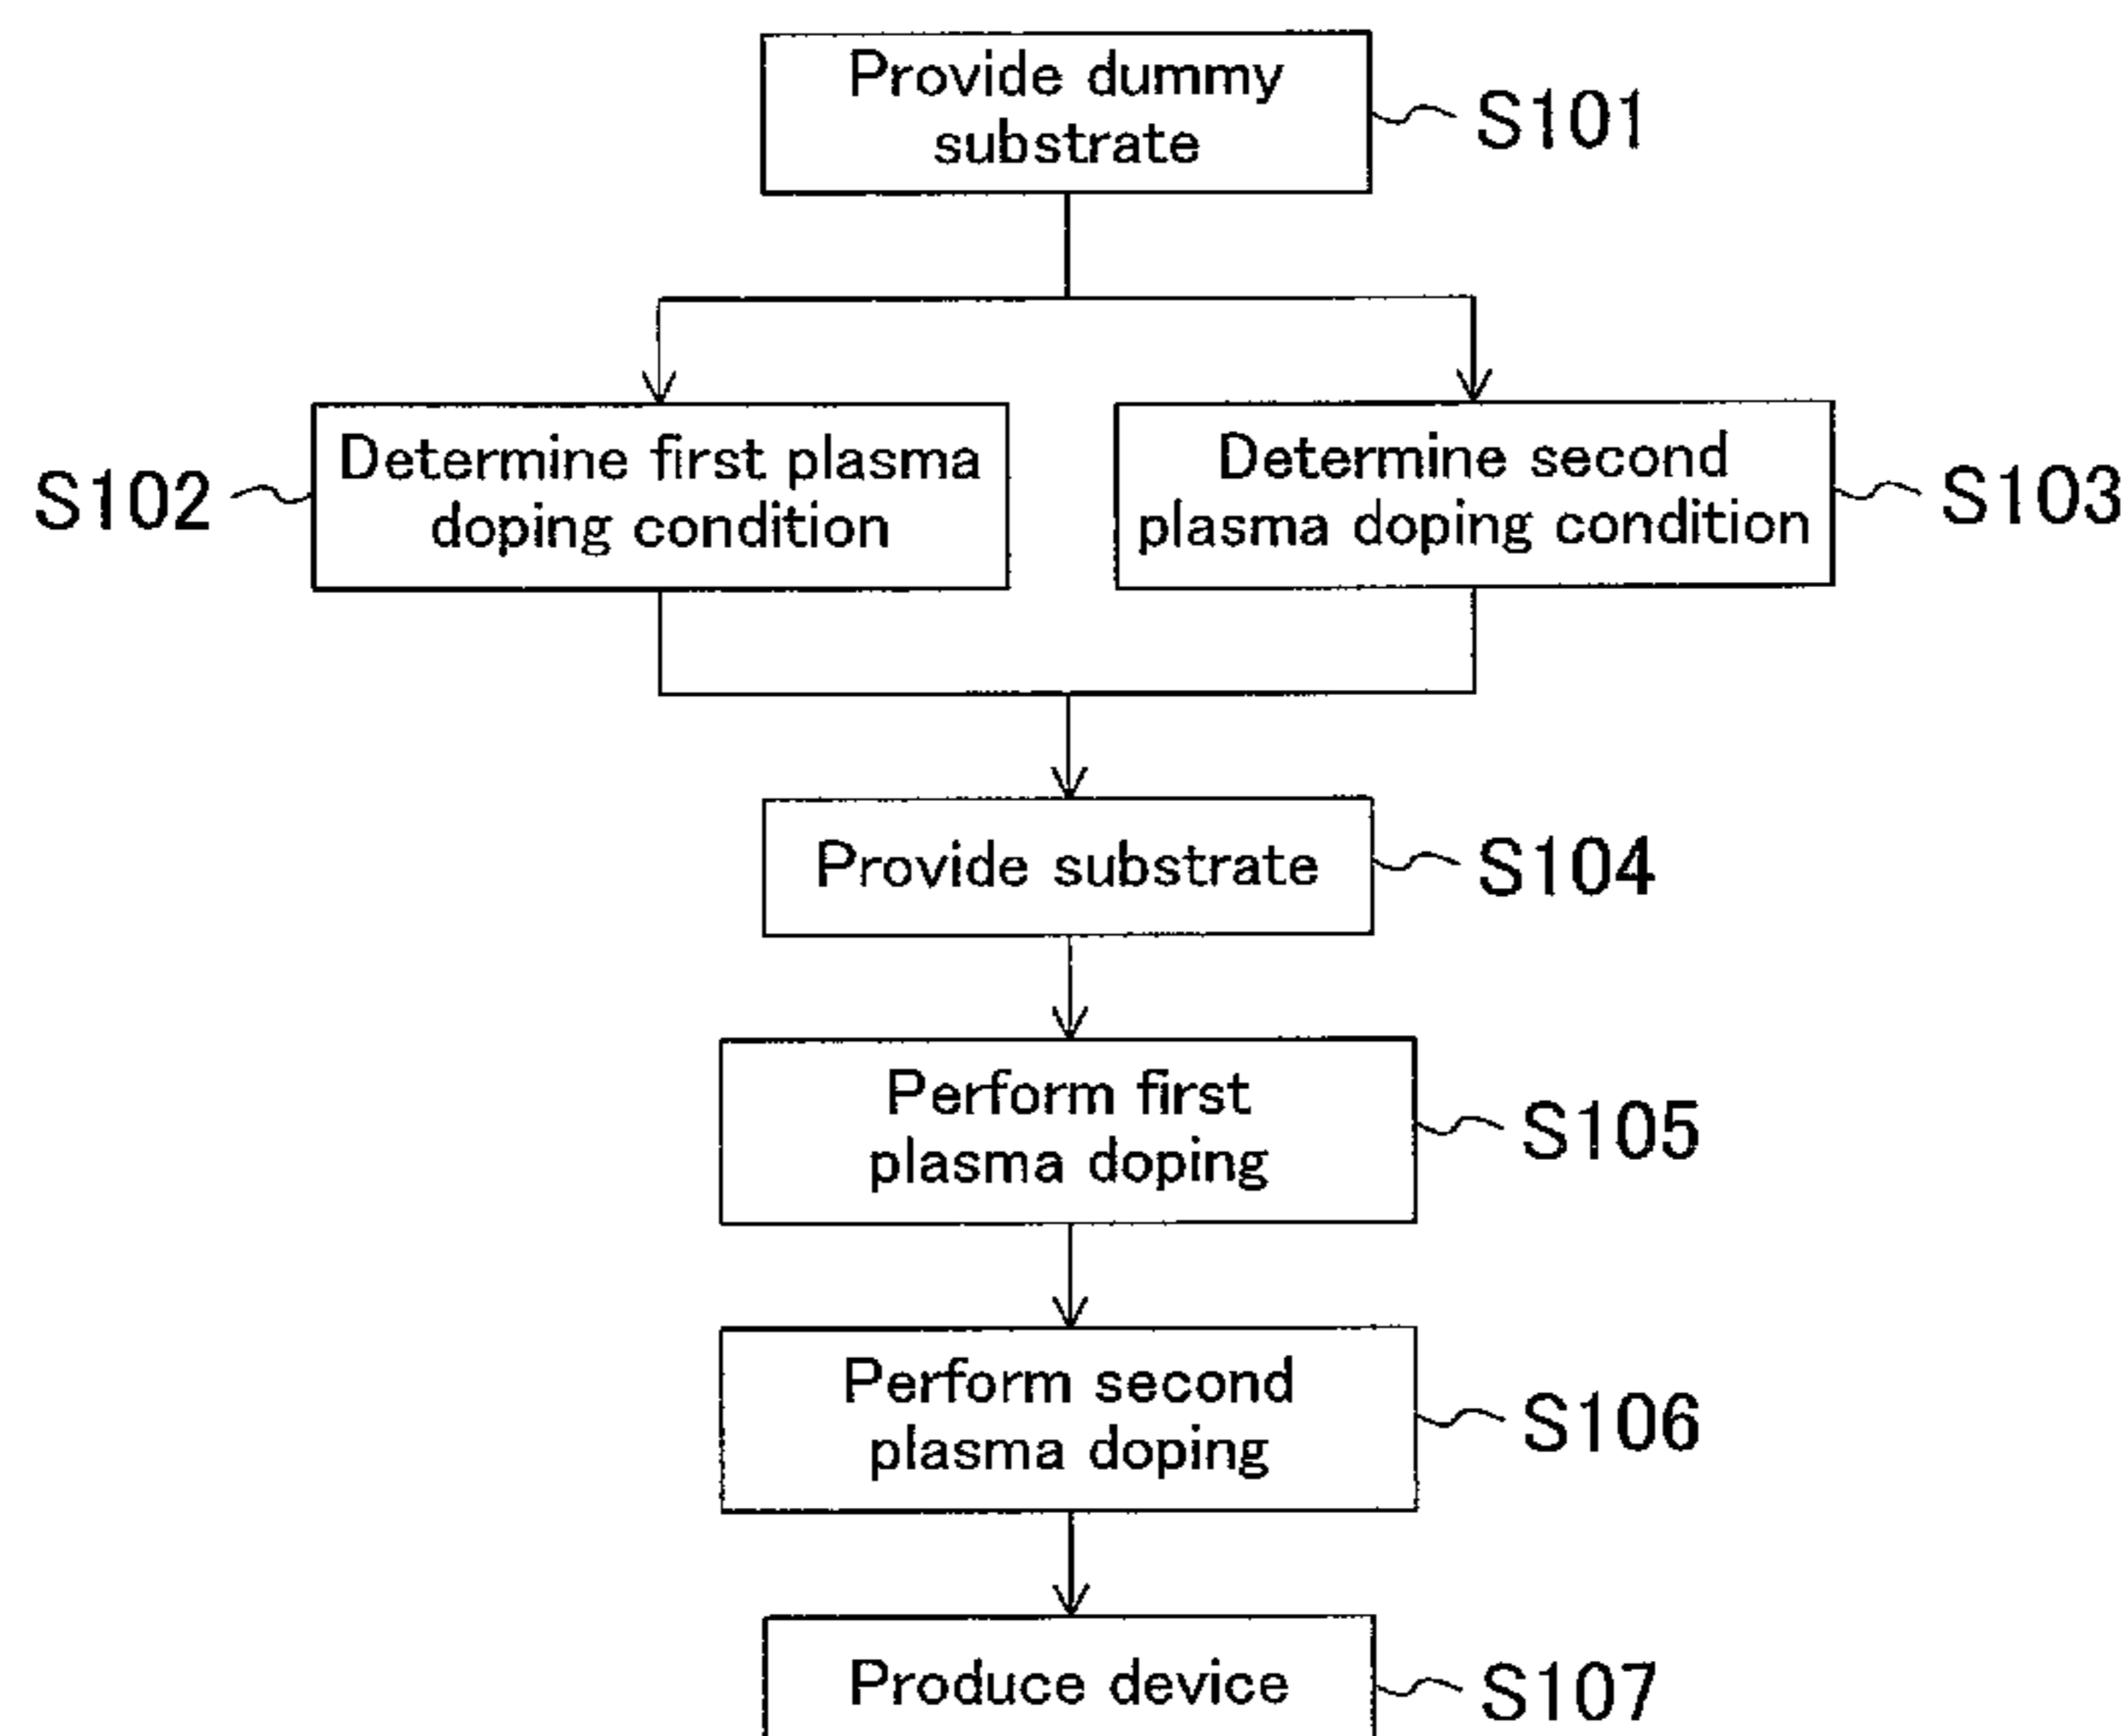 Provide dummy
substrate
S101
S102
Determine first plasma
doping condition
Determine second
plasma doping condition
S103
Provide substrate
S104
Perform first
plasma doping
S105
Perform second
plasma doping
S106
Produce device
S107